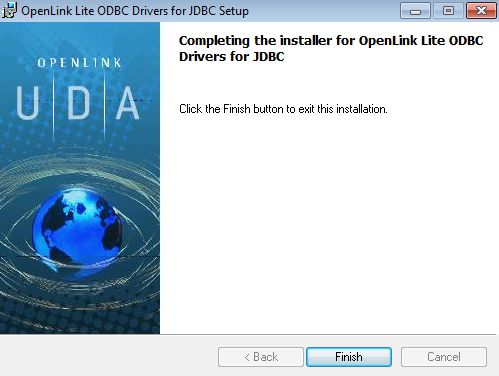 OpenLink Lite ODBC Drivers for JDBC Setup
Completing the installer for OpenLink Lite ODBC
Drivers for JDBC
OPENLINK
UDA
Click the Finish button to exit this installation.
< Back
Finish
Cancel